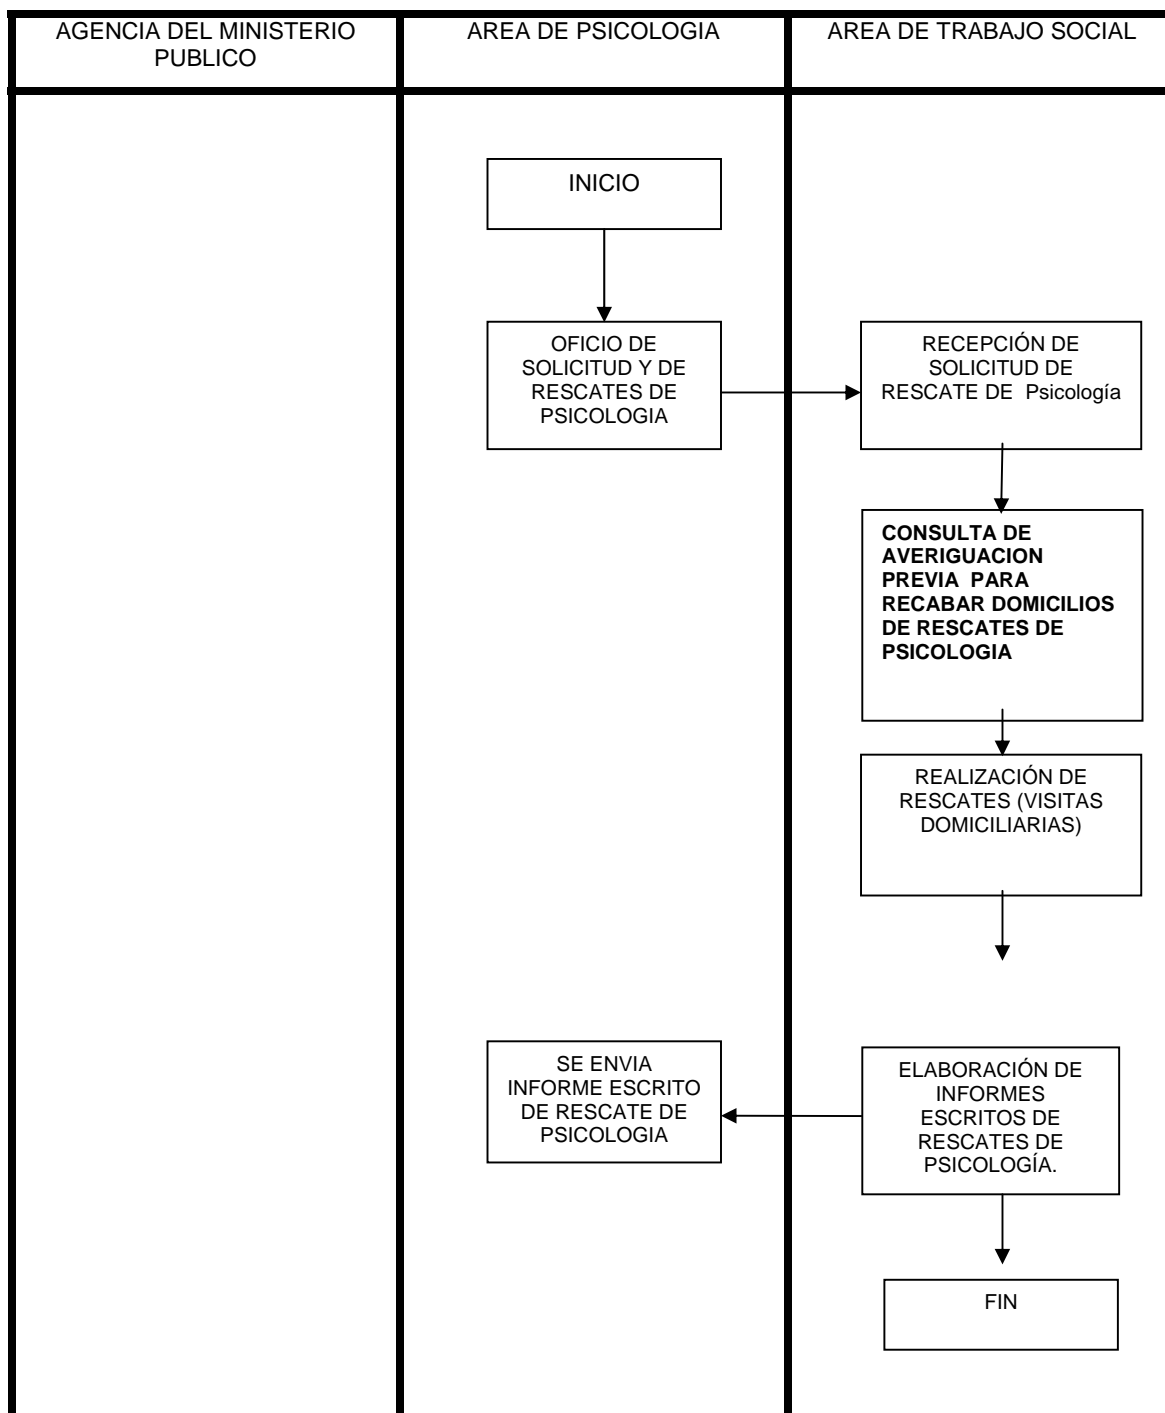 AGENCIA DEL MINISTERIO
PUBLICO
AREA DE PSICOLOGIA
AREA DE TRABAJO SOCIAL
INICIO
OFICIO DE
SOLICITUD Y DE
RESCATES DE
PSICOLOGIA
RECEPCIÓN DE
SOLICITUD DE
RESCATE DE  Psicología
CONSULTA DE
AVERIGUACION
PREVIA  PARA
RECABAR DOMICILIOS
DE RESCATES DE
PSICOLOGIA
REALIZACIÓN DE
RESCATES (VISITAS
DOMICILIARIAS)
SE ENVIA
INFORME ESCRITO
DE RESCATE DE
PSICOLOGIA
ELABORACIÓN DE
INFORMES
ESCRITOS DE
RESCATES DE
PSICOLOGÍA.
FIN